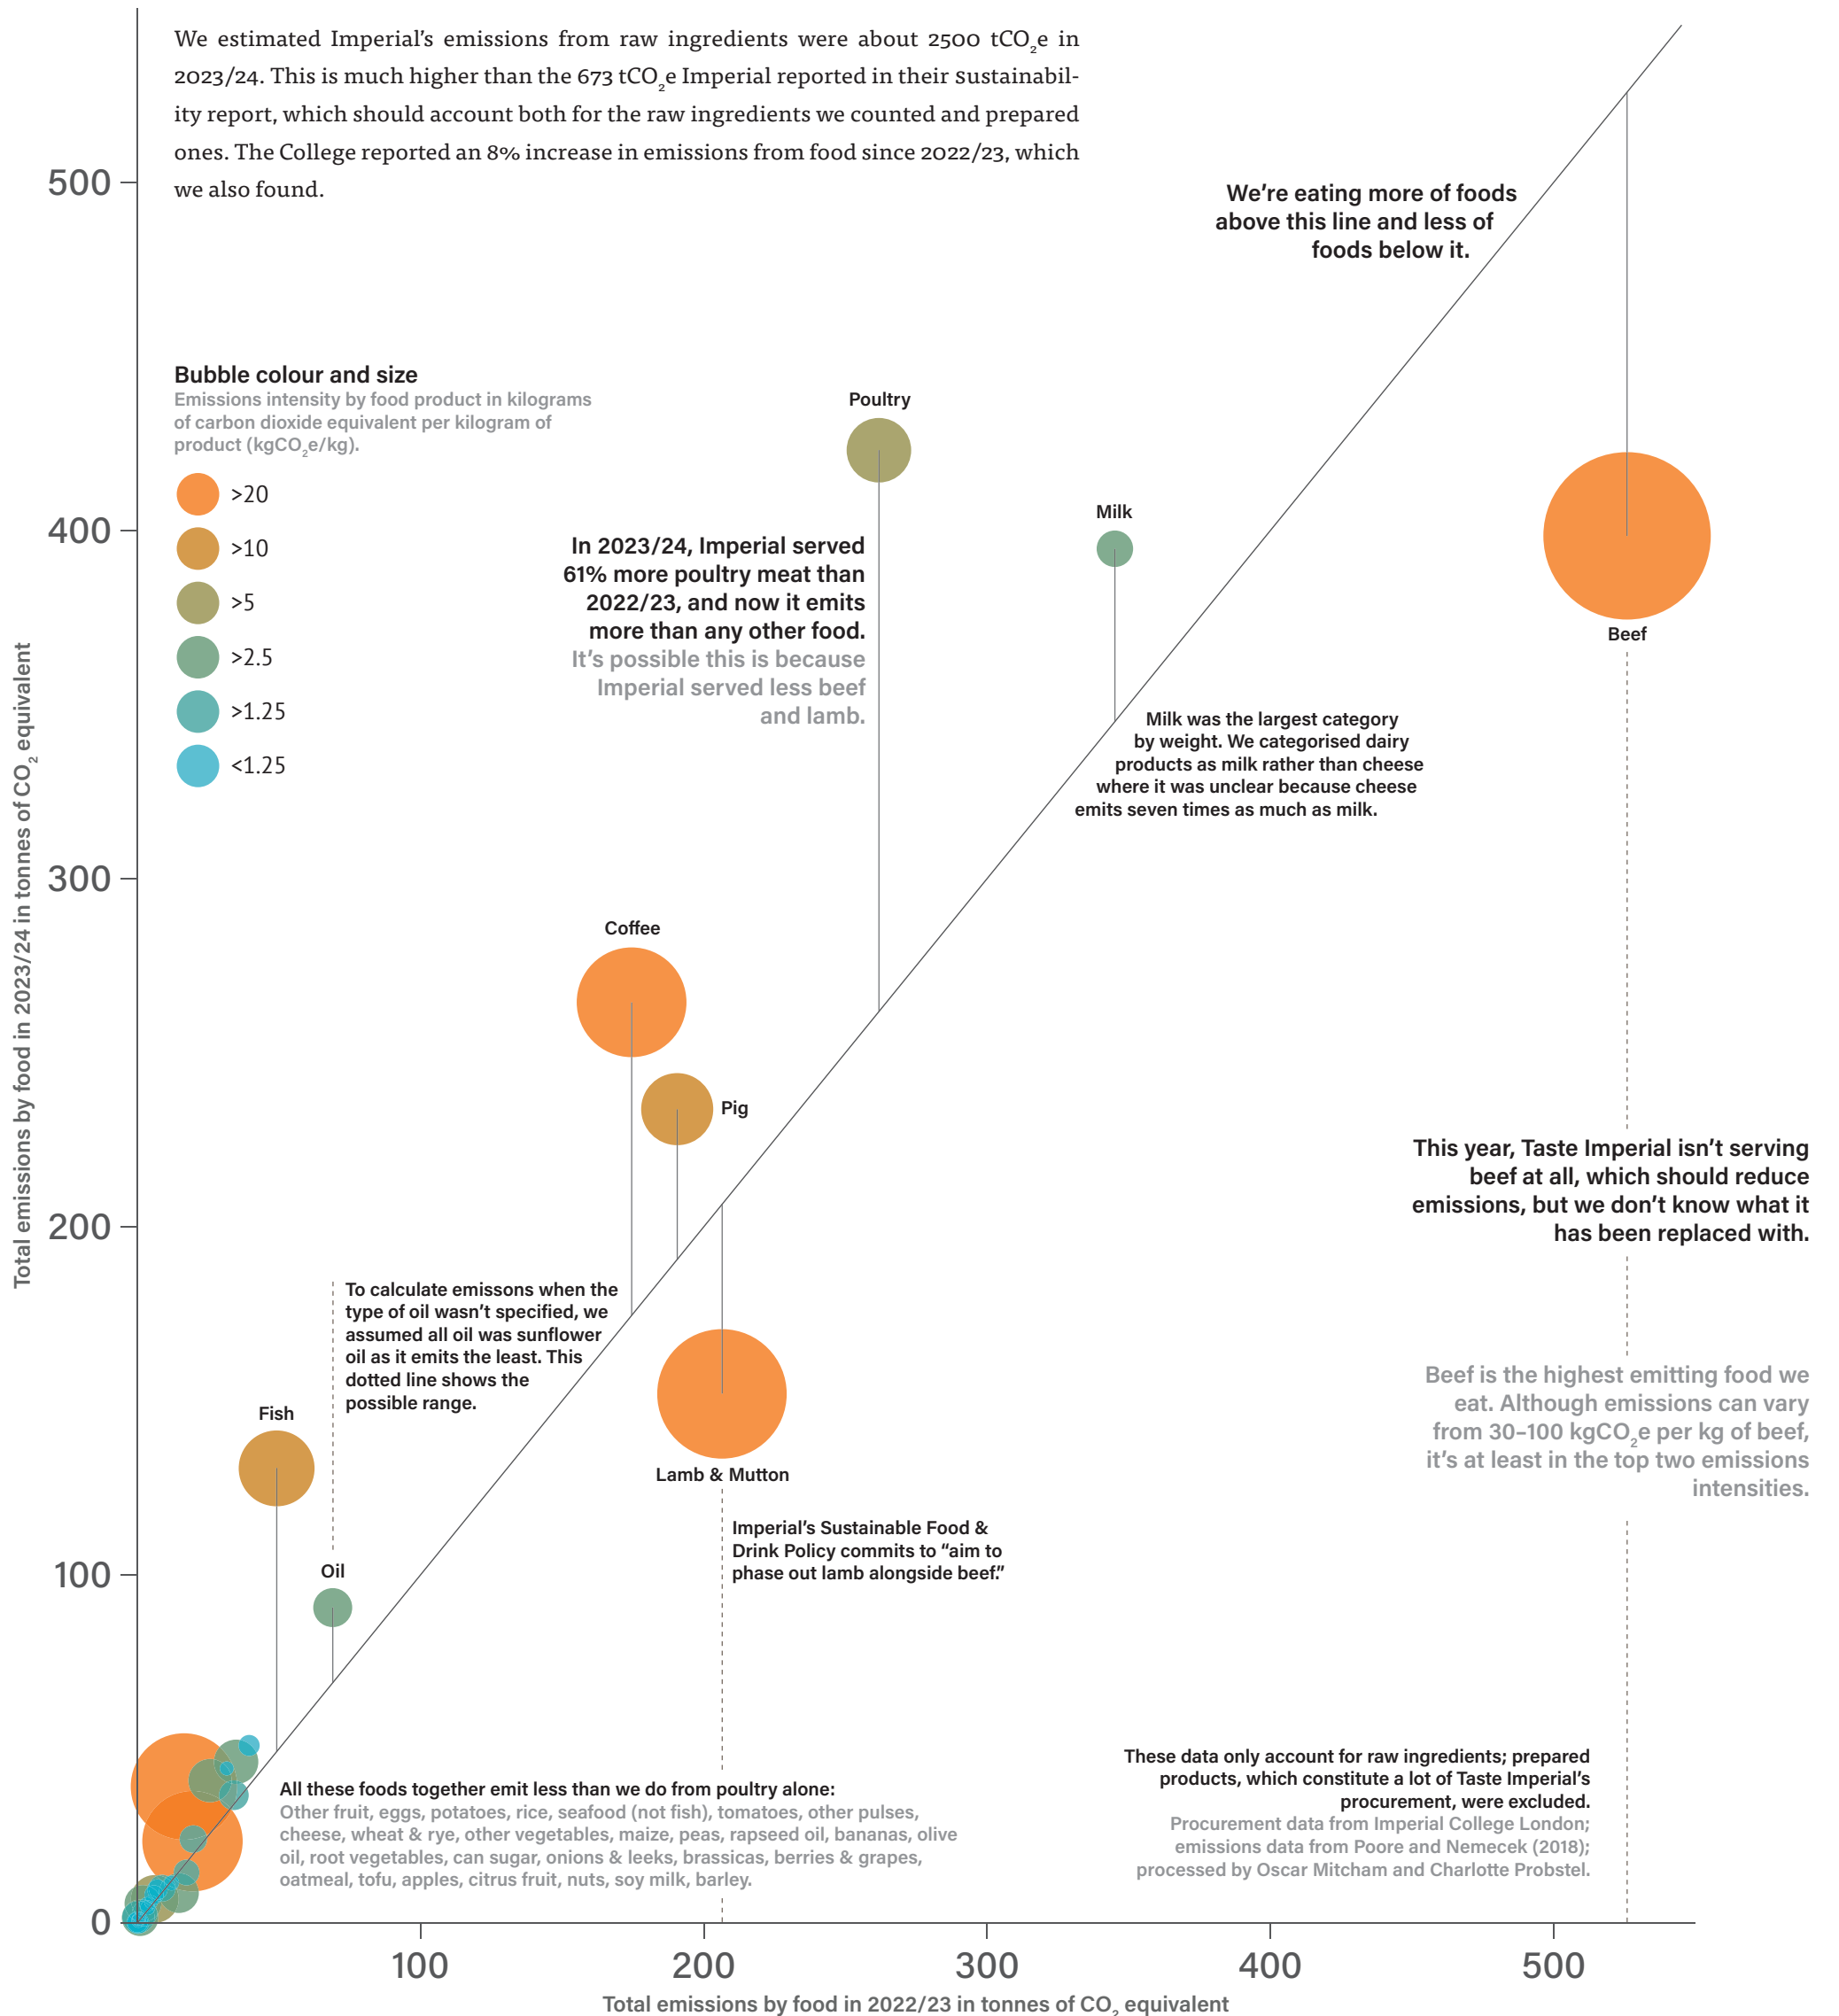 We estimated Imperial’s emissions from raw ingredients were about 2500 tCO₂e in
2023/24. This is much higher than the 673 tCO₂e Imperial reported in their sustainabil-
ity report, which should account both for the raw ingredients we counted and prepared
ones. The College reported an 8% increase in emissions from food since 2022/23, which
we also found.
500
We’re eating more of foods
above this line and less of
foods below it.
Bubble colour and size
Emissions intensity by food product in kilograms
of carbon dioxide equivalent per kilogram of
product (kgCO₂e/kg).
>20
>10
>5
>2.5
>1.25
<1.25
Poultry
Milk
400
In 2023/24, Imperial served
61% more poultry meat than
2022/23, and now it emits
more than any other food.
It’s possible this is because
Imperial served less beef
and lamb.
Beef
Milk was the largest category
by weight. We categorised dairy
products as milk rather than cheese
where it was unclear because cheese
emits seven times as much as milk.
Total emissions by food in 2023/24 in tonnes of CO₂ equivalent
300
Coffee
Pig
This year, Taste Imperial isn’t serving
beef at all, which should reduce
emissions, but we don’t know what it
has been replaced with.
200
To calculate emissons when the
type of oil wasn’t specified, we
assumed all oil was sunflower
oil as it emits the least. This
dotted line shows the
possible range.
Beef is the highest emitting food we
eat. Although emissions can vary
from 30–100 kgCO₂e per kg of beef,
it’s at least in the top two emissions
intensities.
Fish
Lamb & Mutton
Imperial’s Sustainable Food &
Drink Policy commits to “aim to
phase out lamb alongside beef.”
100
Oil
All these foods together emit less than we do from poultry alone:
Other fruit, eggs, potatoes, rice, seafood (not fish), tomatoes, other pulses,
cheese, wheat & rye, other vegetables, maize, peas, rapseed oil, bananas, olive
oil, root vegetables, can sugar, onions & leeks, brassicas, berries & grapes,
oatmeal, tofu, apples, citrus fruit, nuts, soy milk, barley.
These data only account for raw ingredients; prepared
products, which constitute a lot of Taste Imperial’s
procurement, were excluded.
Procurement data from Imperial College London;
emissions data from Poore and Nemecek (2018);
processed by Oscar Mitcham and Charlotte Probstel.
0
100
200
300
400
500
Total emissions by food in 2022/23 in tonnes of CO₂ equivalent